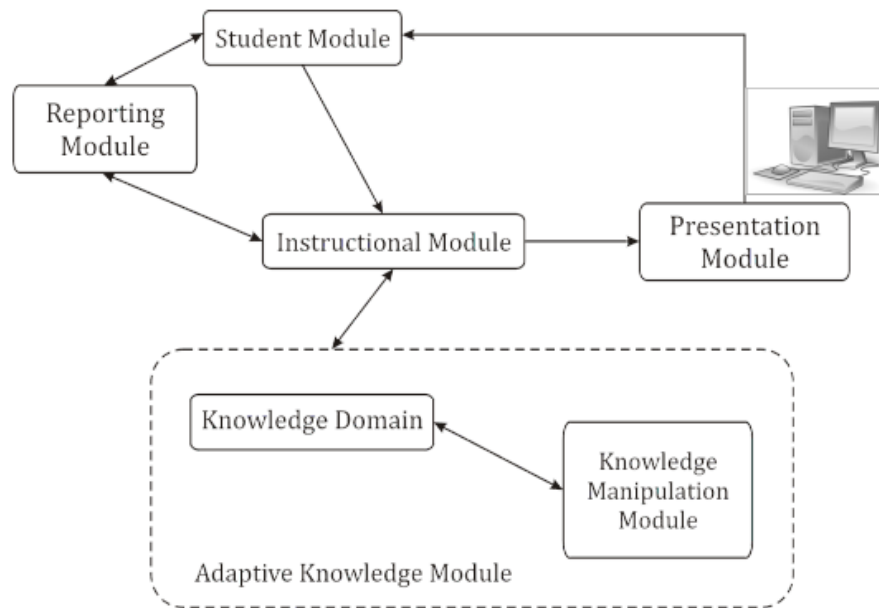 Student Module
Reporting
Module
Instructional Module
Presentation
Module
Knowledge Domain
Knowledge
Manipulation
Module
Adaptive Knowledge Module